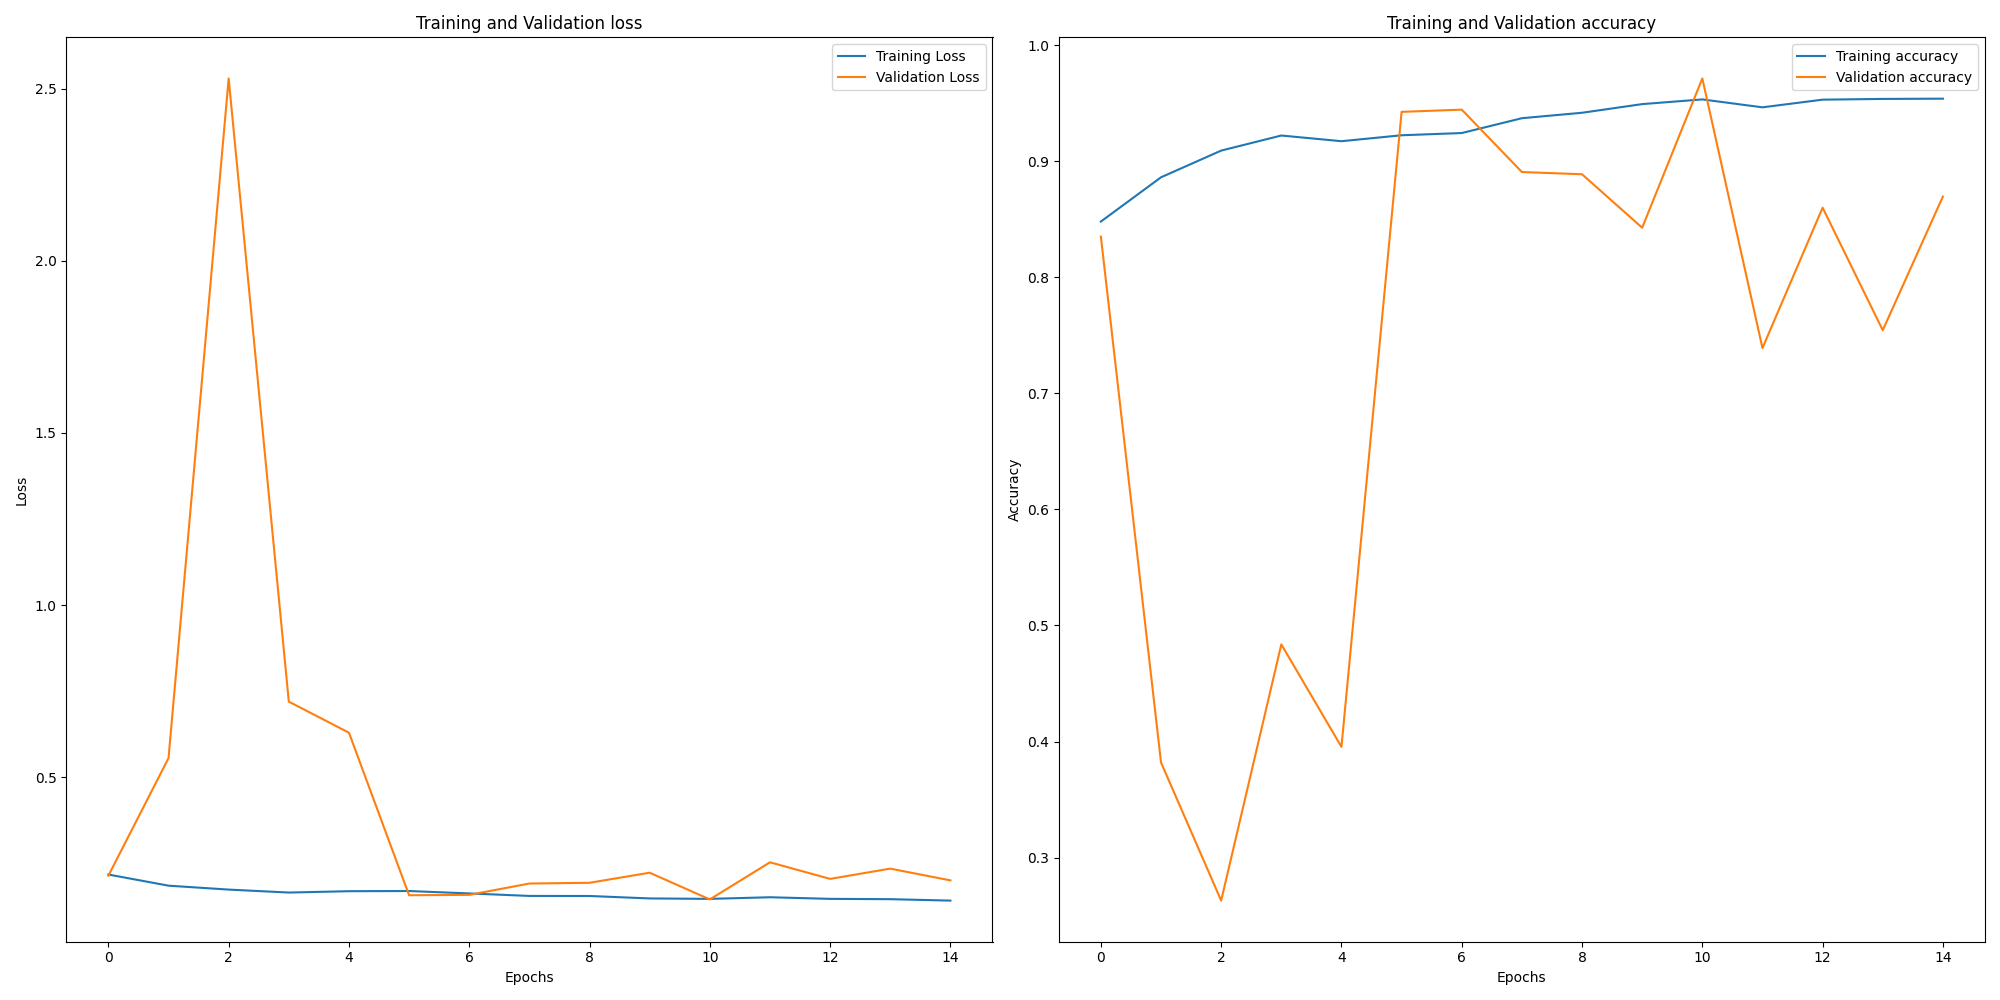 Training and Validation loss
Training Loss
Validation Loss
2.5
2.0
1.5
1.0
0.5
Loss
0 2 4 6 8 10 12 14
Epochs
Training and Validation accuracy
Training accuracy
Validation accuracy
1.0
0.9
0.8
0.7
0.6
0.5
0.4
0.3
Accuracy
0 2 4 6 8 10 12 14
Epochs